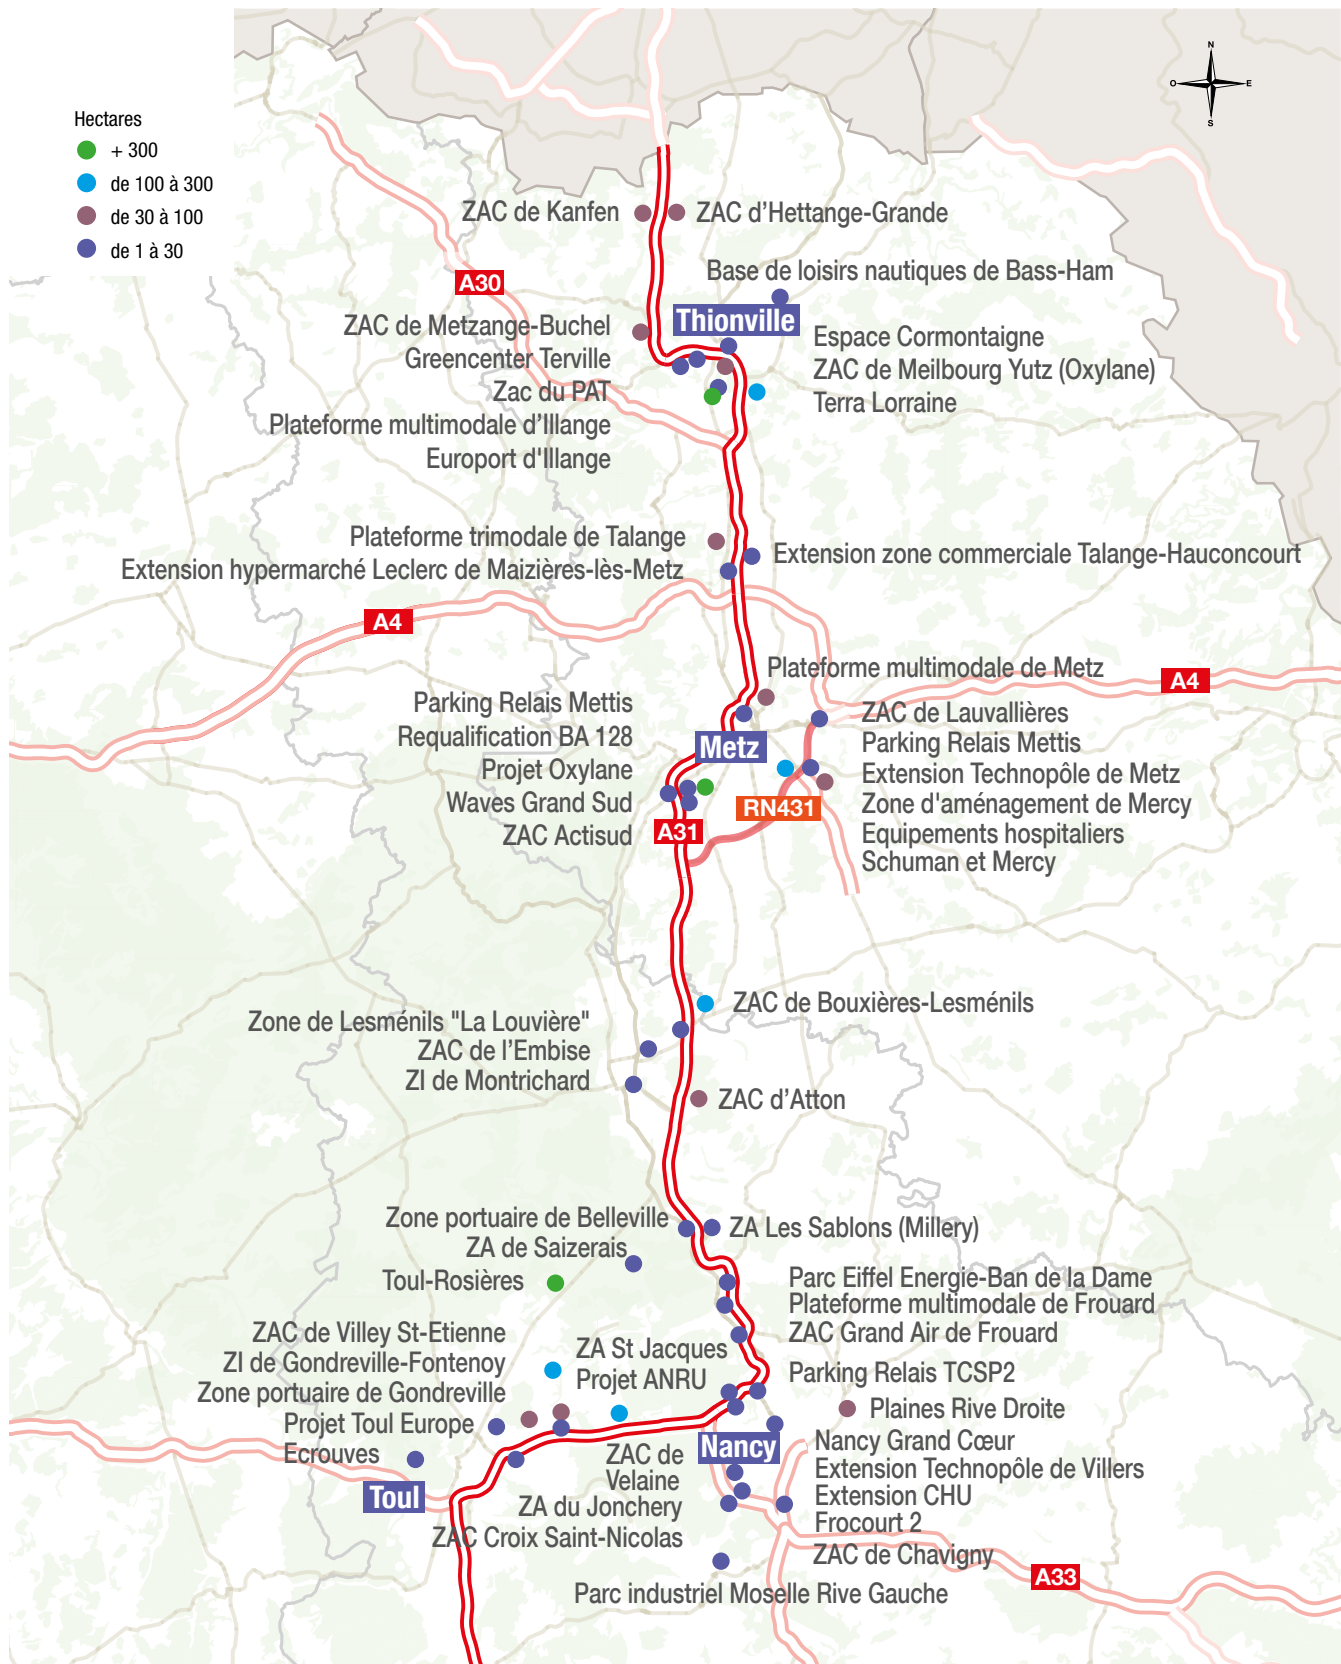 Hectares
+ 300
de 100 à 300
de 30 à 100
de 1 à 30
N
O
E
S
ZAC de Kanfen
ZAC d'Hettange-Grande
Base de loisirs nautiques de Bass-Ham
A30
Thionville
ZAC de Metzange-Buchel
Greencenter Terville
Zac du PAT
Plateforme multimodale d'Illange
Europort d'Illange
Espace Cormontaigne
ZAC de Meilbourg Yutz (Oxylane)
Terra Lorraine
Plateforme trimodale de Talange
Extension hypermarché Leclerc de Maizières-lès-Metz
Extension zone commerciale Talange-Hauconcourt
A4
Plateforme multimodale de Metz
A4
Parking Relais Mettis
Requalification BA 128
Projet Oxylane
Waves Grand Sud
ZAC Actisud
Metz
RN431
A31
ZAC de Lauvallières
Parking Relais Mettis
Extension Technopôle de Metz
Zone d'aménagement de Mercy
Equipements hospitaliers
Schuman et Mercy
ZAC de Bouxières-Lesménils
Zone de Lesménils "La Louvière"
ZAC de l'Embise
ZI de Montrichard
ZAC d'Atton
Zone portuaire de Belleville
ZA de Saizerais
Toul-Rosières
ZA Les Sablons (Millery)
Parc Eiffel Energie-Ban de la Dame
Plateforme multimodale de Frouard
ZAC Grand Air de Frouard
ZAC de Villey St-Etienne
ZI de Gondreville-Fontenoy
Zone portuaire de Gondreville
Projet Toul Europe
Ecrouves
ZA St Jacques
Projet ANRU
Parking Relais TCSP2
Plaines Rive Droite
Nancy
Toul
ZAC de
Velaine
ZA du Jonchery
ZAC Croix Saint-Nicolas
Nancy Grand Cœur
Extension Technopôle de Villers
Extension CHU
Frocourt 2
ZAC de Chavigny
A33
Parc industriel Moselle Rive Gauche